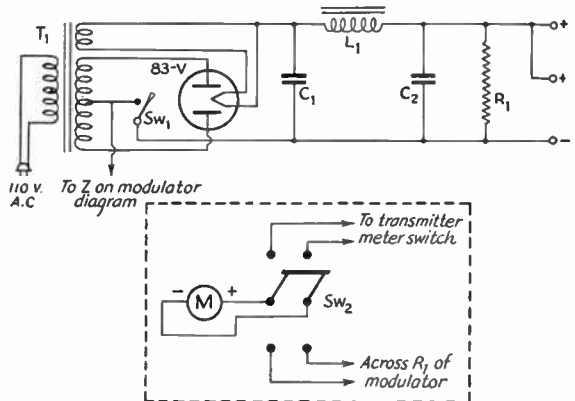 T1
83-V
L1
C1
C2
R1
+
+
−
Sw1
110 V.
A.C
To Z on modulator
diagram
To transmitter
meter switch
− M +
Sw2
Across R1 of
modulator